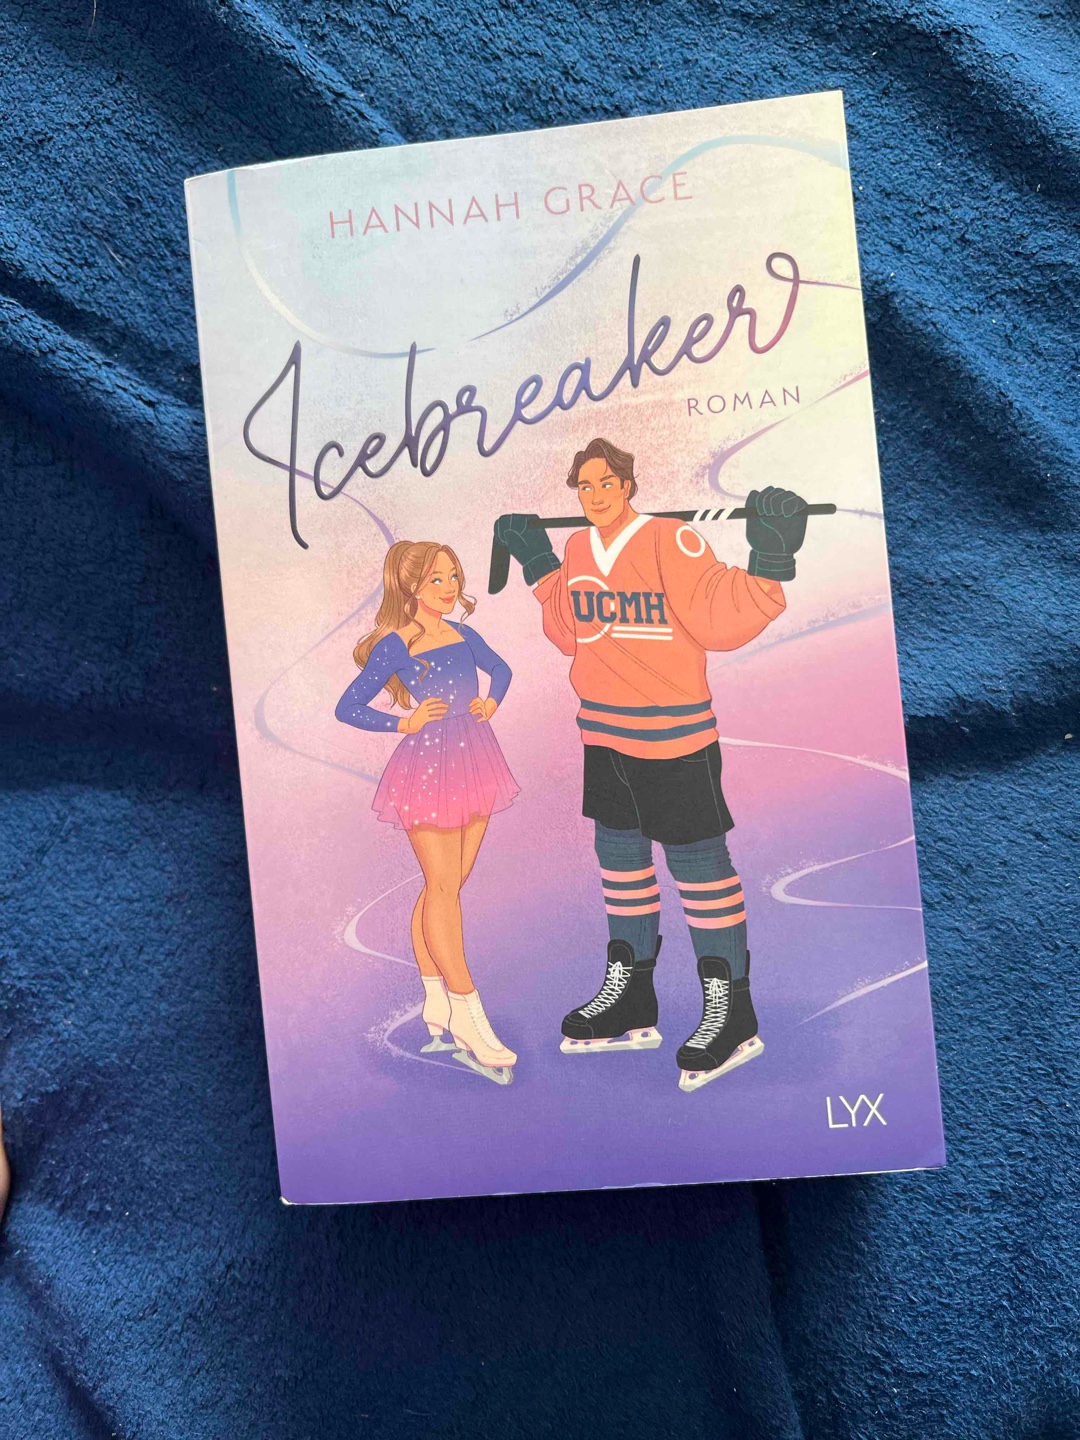 HANNAH GRACE
Icebreaker
ROMAN
UCMH
LYX